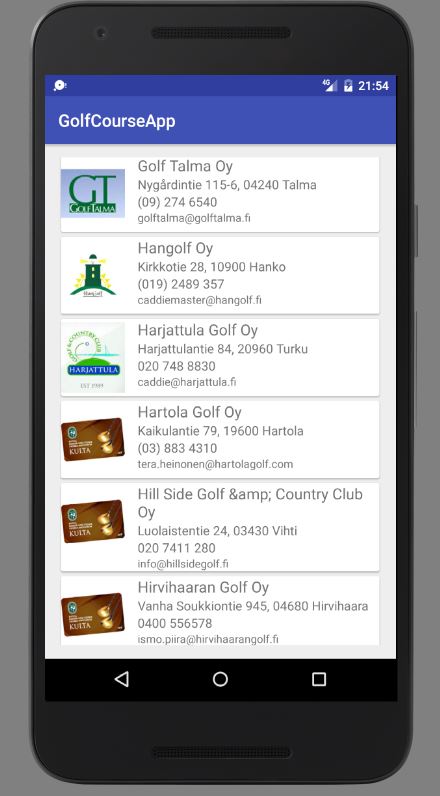 4G 21:54
GolfCourseApp
GT
GOLFTALMA
Golf Talma Oy
Nygårdintie 115-6, 04240 Talma
(09) 274 6540
golftalma@golftalma.fi
HangGolf
Hangolf Oy
Kirkkotie 28, 10900 Hanko
(019) 2489 357
caddiemaster@hangolf.fi
GOLF & COUNTRY CLUB
HARJATTULA
EST 1989
Harjattula Golf Oy
Harjattulantie 84, 20960 Turku
020 748 8830
caddie@harjattula.fi
KULTA
Hartola Golf Oy
Kaikulantie 79, 19600 Hartola
(03) 883 4310
tera.heinonen@hartolagolf.com
KULTA
Hill Side Golf &amp; Country Club
Oy
Luolaistentie 24, 03430 Vihti
020 7411 280
info@hillsidegolf.fi
KULTA
Hirvihaaran Golf Oy
Vanha Soukkiontie 945, 04680 Hirvihaara
0400 556578
ismo.piira@hirvihaarangolf.fi